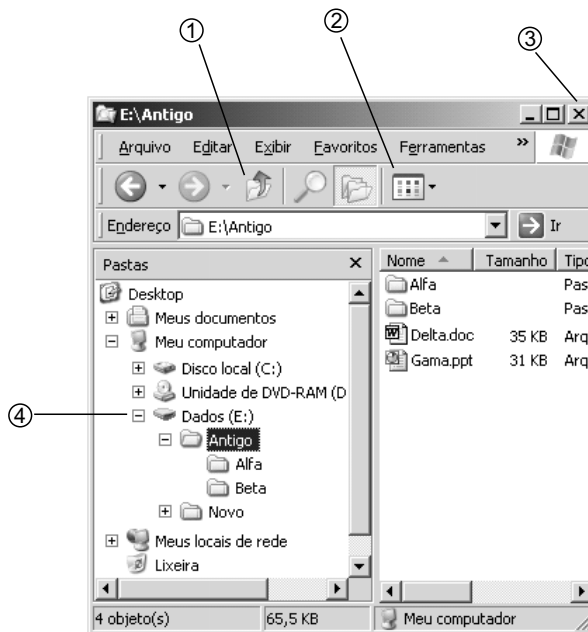 1
2
3
E:\Antigo
Arquivo Editar Exibir Favoritos Ferramentas »
Endereço E:\Antigo Ir
Pastas
Desktop
Meus documentos
Meu computador
Disco local (C:)
Unidade de DVD-RAM (D
4
Dados (E:)
Antigo
Alfa
Beta
Novo
Meus locais de rede
Lixeira
Nome Tamanho Tipo
Alfa Pas
Beta Pas
Delta.doc 35 KB Arq
Gama.ppt 31 KB Arq
4 objeto(s) 65,5 KB Meu computador